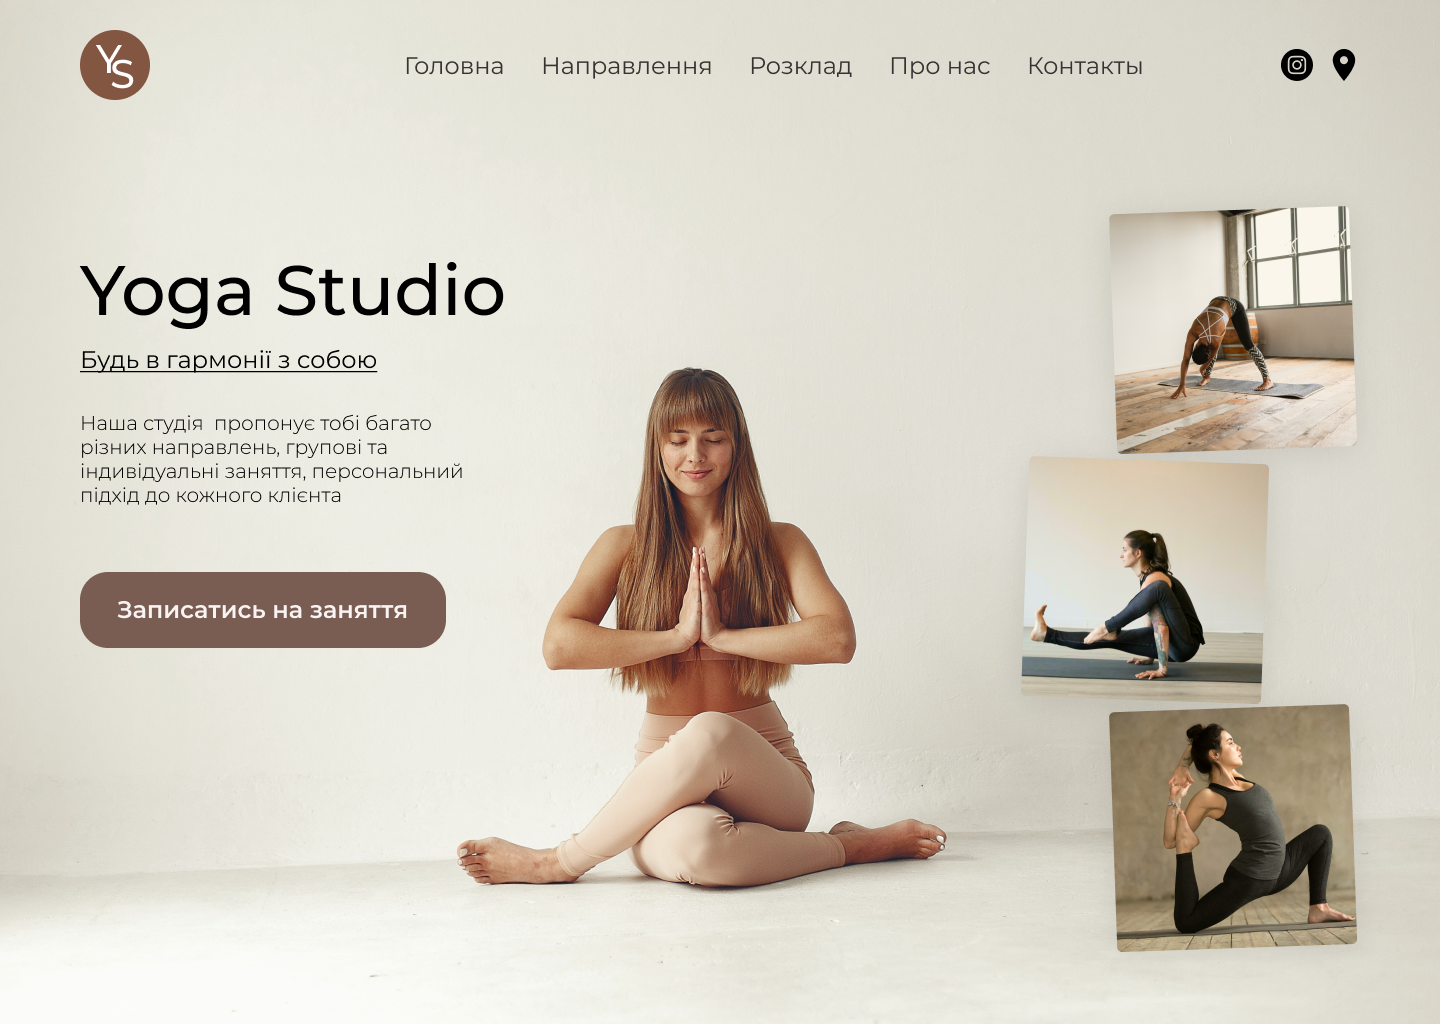 YS
Головна Направлення Розклад Про нас Контакты
Yoga Studio
Будь в гармонії з собою
Наша студія пропонує тобі багато
різних направлень, групові та
індивідуальні заняття, персональний
підхід до кожного клієнта
Записатись на заняття